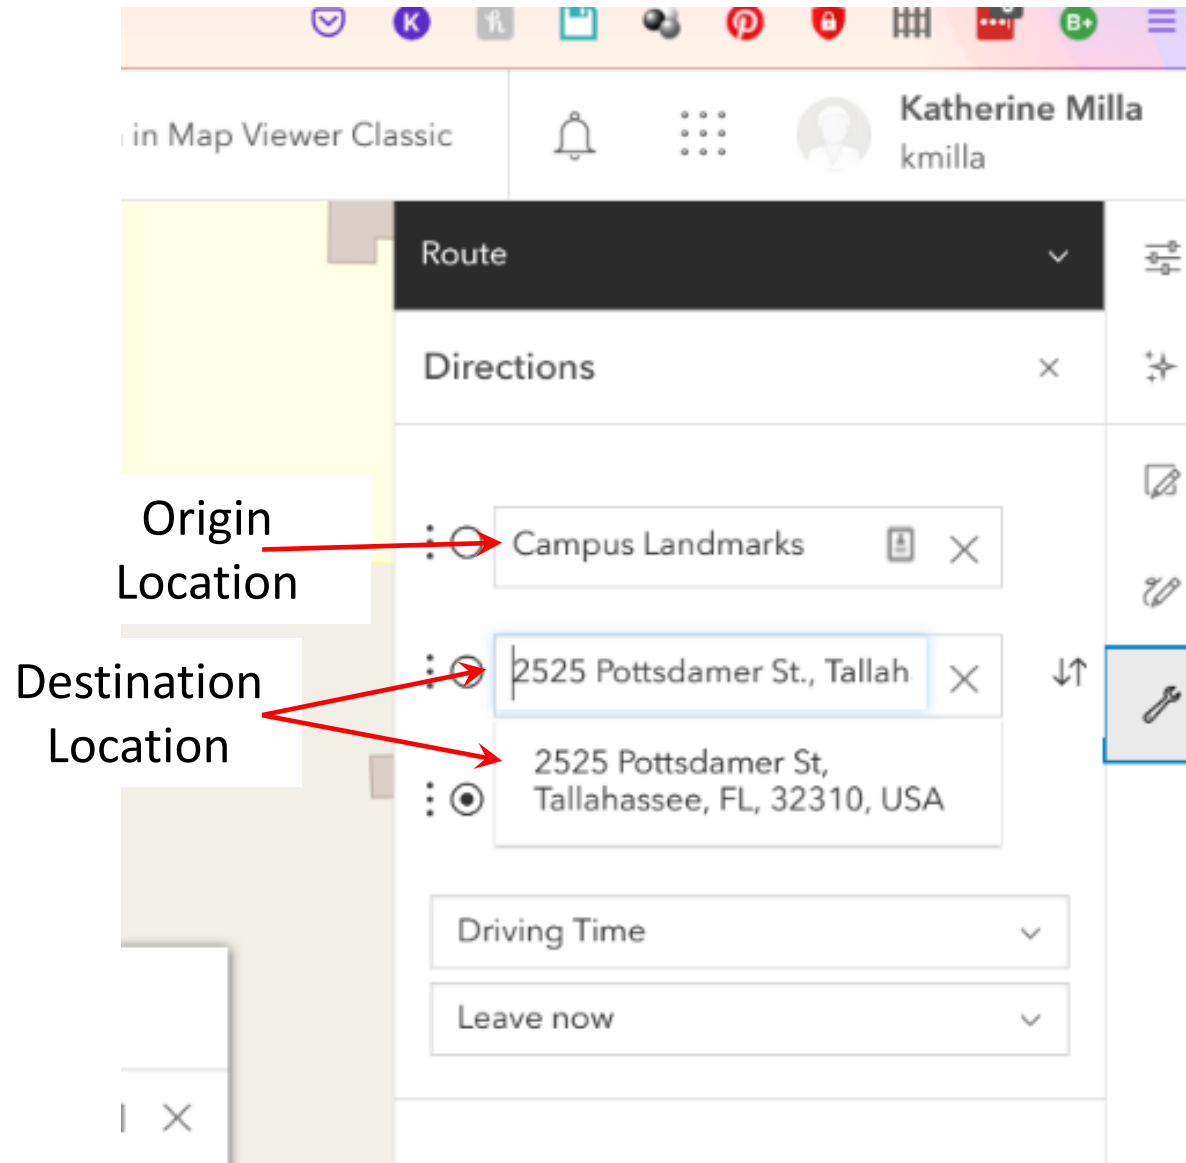 K
B+
in Map Viewer Classic
Katherine Milla
kmilla
Route
Directions
Origin
Location
Campus Landmarks
Destination
Location
2525 Pottsdamer St., Tallah
2525 Pottsdamer St,
Tallahassee, FL, 32310, USA
Driving Time
Leave now